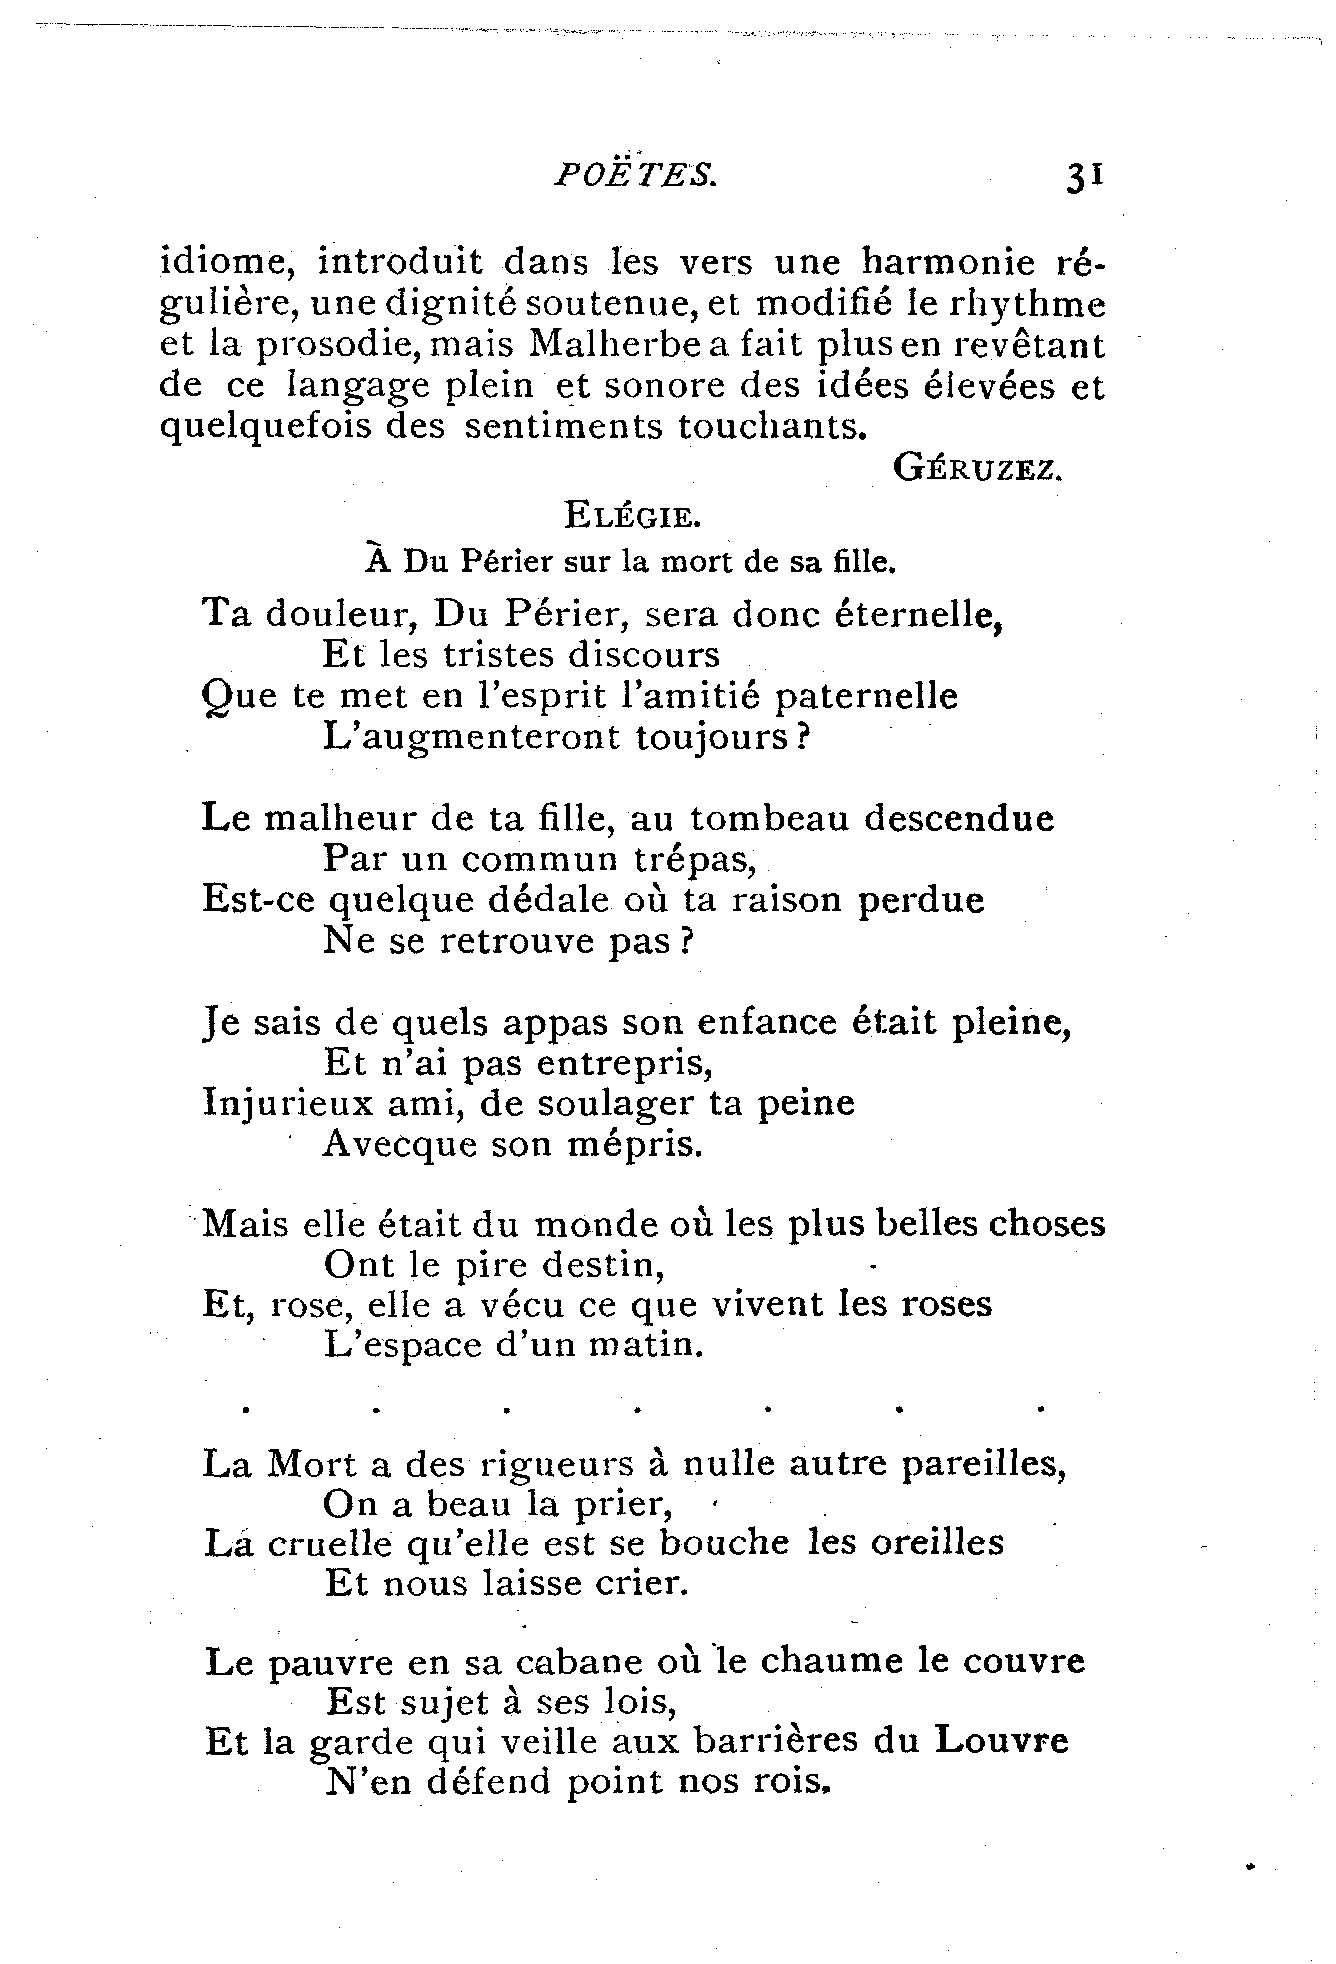 POËTES. 31
idiome, introduit dans les vers une harmonie ré-
gulière, une dignité soutenue, et modifié le rhythme
et la prosodie, mais Malherbe a fait plus en revêtant
de ce langage plein et sonore des idées élevées et
quelquefois des sentiments touchants.
GÉRUZEZ.
ELÉGIE.
À Du Périer sur la mort de sa fille.
Ta douleur, Du Périer, sera donc éternelle,
Et les tristes discours
Que te met en l'esprit l'amitié paternelle
L'augmenteront toujours ?
Le malheur de ta fille, au tombeau descendue
Par un commun trépas,
Est-ce quelque dédale où ta raison perdue
Ne se retrouve pas ?
Je sais de quels appas son enfance était pleine,
Et n'ai pas entrepris,
Injurieux ami, de soulager ta peine
Avecque son mépris.
Mais elle était du monde où les plus belles choses
Ont le pire destin,
Et, rose, elle a vécu ce que vivent les roses
L'espace d'un matin.
. . . . . . .
La Mort a des rigueurs à nulle autre pareilles,
On a beau la prier,
La cruelle qu'elle est se bouche les oreilles
Et nous laisse crier.
Le pauvre en sa cabane où le chaume le couvre
Est sujet à ses lois,
Et la garde qui veille aux barrières du Louvre
N'en défend point nos rois.